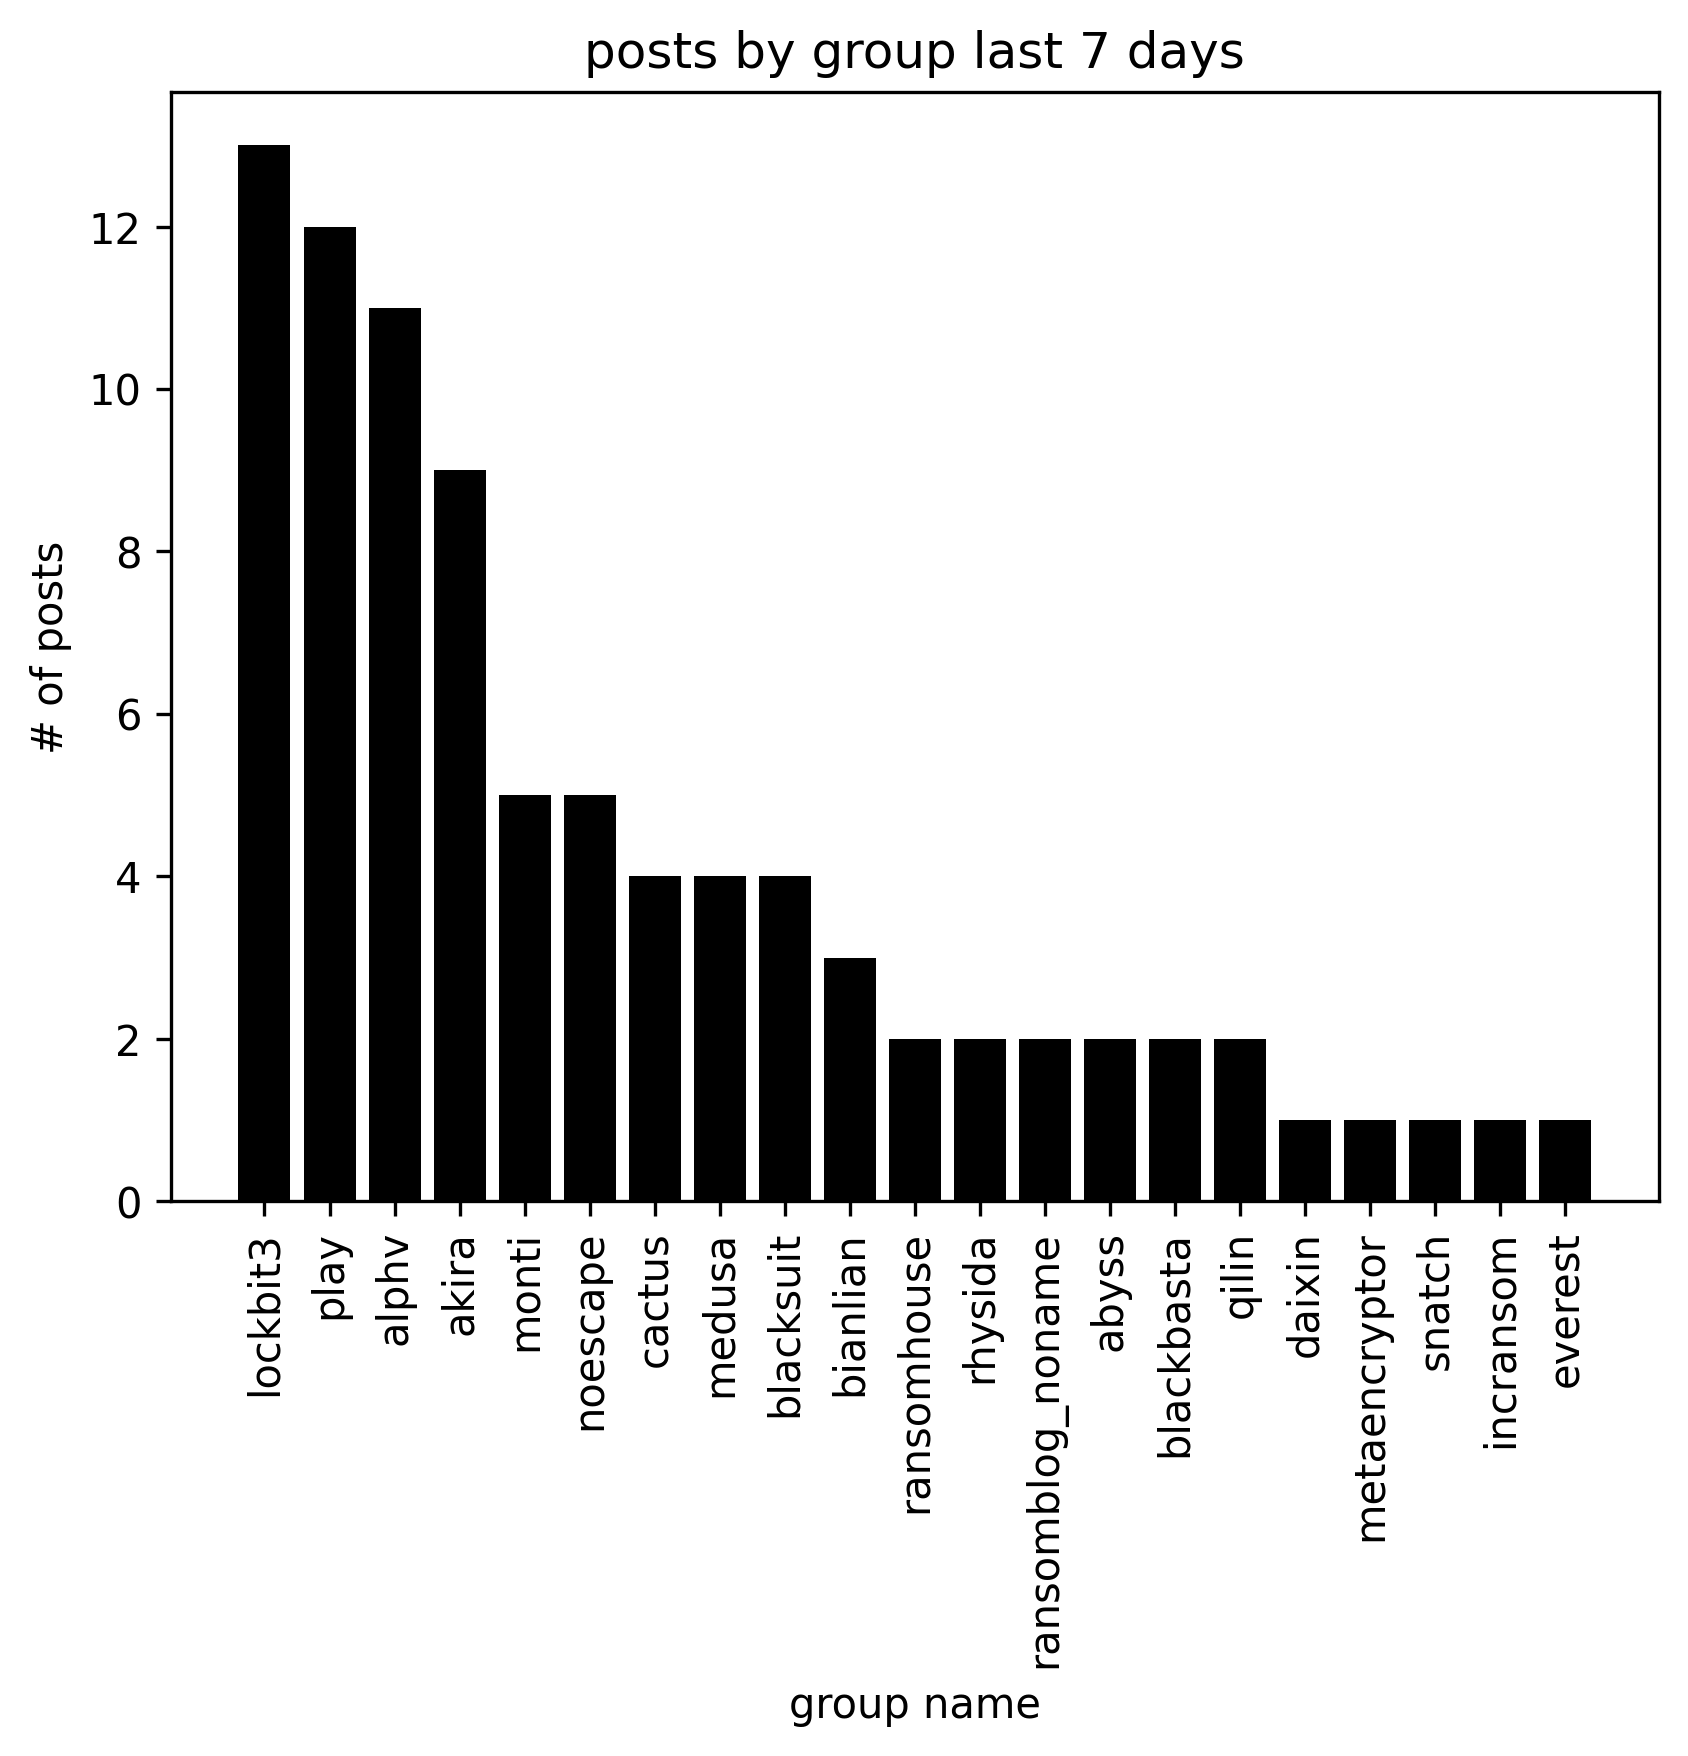 posts by group last 7 days
# of posts
12
10
8
6
4
2
0
lockbit3
play
alphv
akira
monti
noescape
cactus
medusa
blacksuit
bianlian
ransomhouse
rhysida
ransomblog_noname
abyss
blackbasta
qilin
daixin
metaencryptor
snatch
incransom
everest
group name